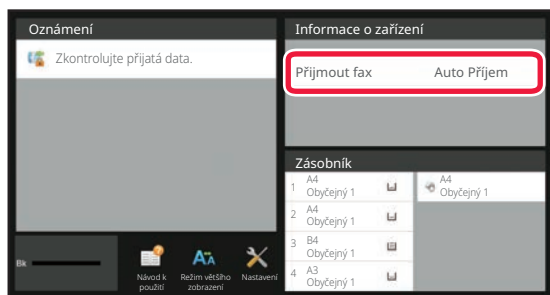 Oznámení
Zkontrolujte přijatá data.
Informace o zařízení
Přijmout fax Auto Příjem
Zásobník
1 A4
Obyčejný 1
2 A4
Obyčejný 1
3 B4
Obyčejný 1
4 A3
Obyčejný 1
A4
Obyčejný 1
Bk
Návod k
použití
Režim většího
zobrazení
Nastavení